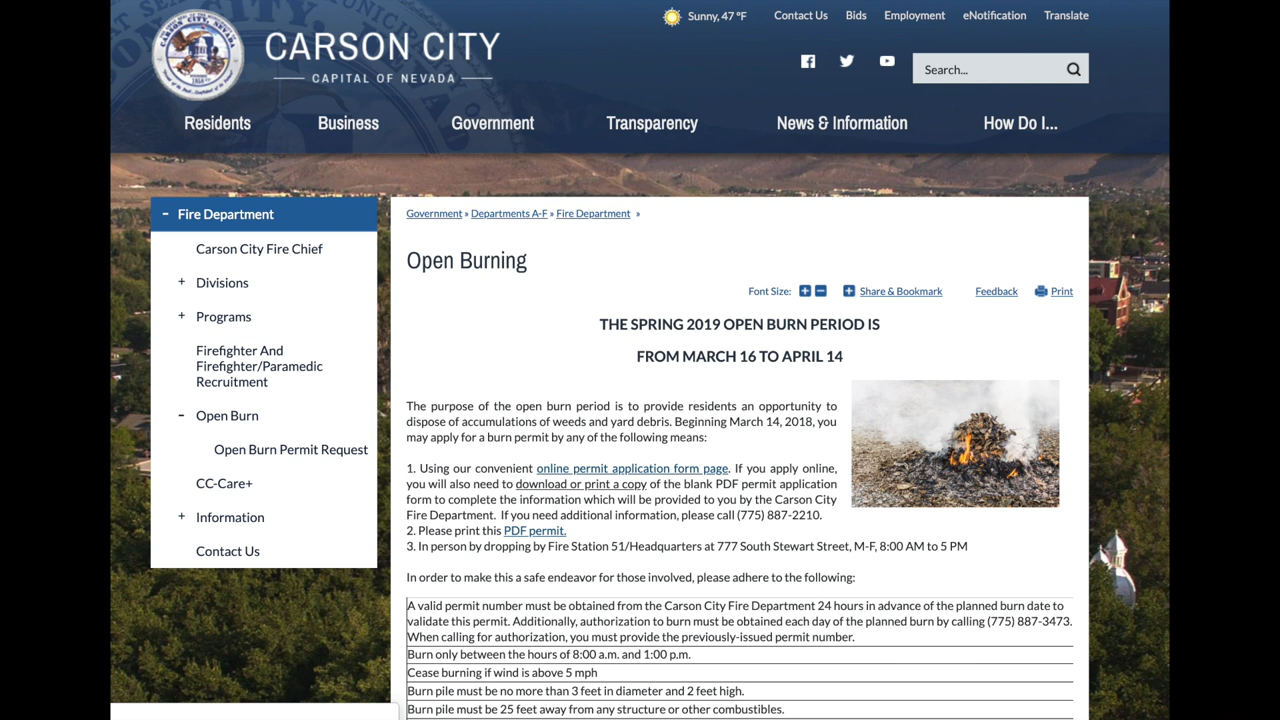 Sunny, 47 °F
Contact Us
Bids
Employment
eNotification
Translate
CARSON CITY
CAPITAL OF NEVADA
Search...
Residents
Business
Government
Transparency
News & Information
How Do I...
- Fire Department
Carson City Fire Chief
+ Divisions
+ Programs
Firefighter And
Firefighter/Paramedic
Recruitment
- Open Burn
Open Burn Permit Request
CC-Care+
+ Information
Contact Us
Government » Departments A-F » Fire Department »
Open Burning
Font Size: + - + Share & Bookmark Feedback Print
THE SPRING 2019 OPEN BURN PERIOD IS
FROM MARCH 16 TO APRIL 14
The purpose of the open burn period is to provide residents an opportunity to
dispose of accumulations of weeds and yard debris. Beginning March 14, 2018, you
may apply for a burn permit by any of the following means:
1. Using our convenient online permit application form page. If you apply online,
you will also need to download or print a copy of the blank PDF permit application
form to complete the information which will be provided to you by the Carson City
Fire Department. If you need additional information, please call (775) 887-2210.
2. Please print this PDF permit.
3. In person by dropping by Fire Station 51/Headquarters at 777 South Stewart Street, M-F, 8:00 AM to 5 PM
In order to make this a safe endeavor for those involved, please adhere to the following:
A valid permit number must be obtained from the Carson City Fire Department 24 hours in advance of the planned burn date to
validate this permit. Additionally, authorization to burn must be obtained each day of the planned burn by calling (775) 887-3473.
When calling for authorization, you must provide the previously-issued permit number.
Burn only between the hours of 8:00 a.m. and 1:00 p.m.
Cease burning if wind is above 5 mph
Burn pile must be no more than 3 feet in diameter and 2 feet high.
Burn pile must be 25 feet away from any structure or other combustibles.